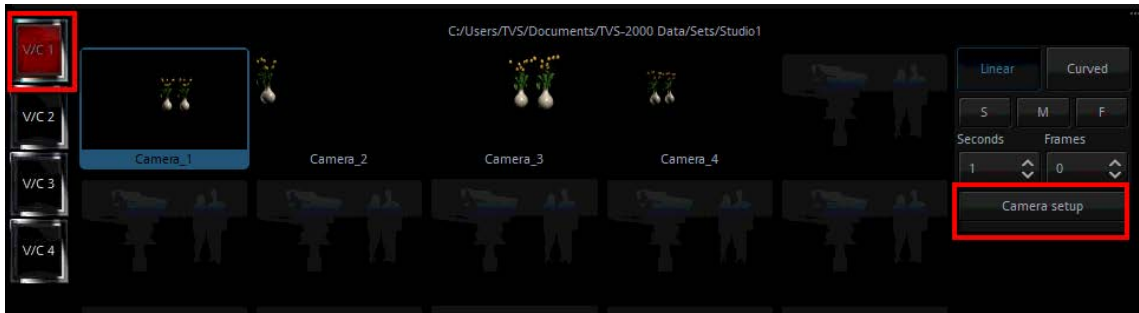 C:/Users/TVS/Documents/TVS-2000 Data/Sets/Studio1
V/C 1
V/C 2
V/C 3
V/C 4
Camera_1
Camera_2
Camera_3
Camera_4
Linear
Curved
S
M
F
Seconds
Frames
1
0
Camera setup